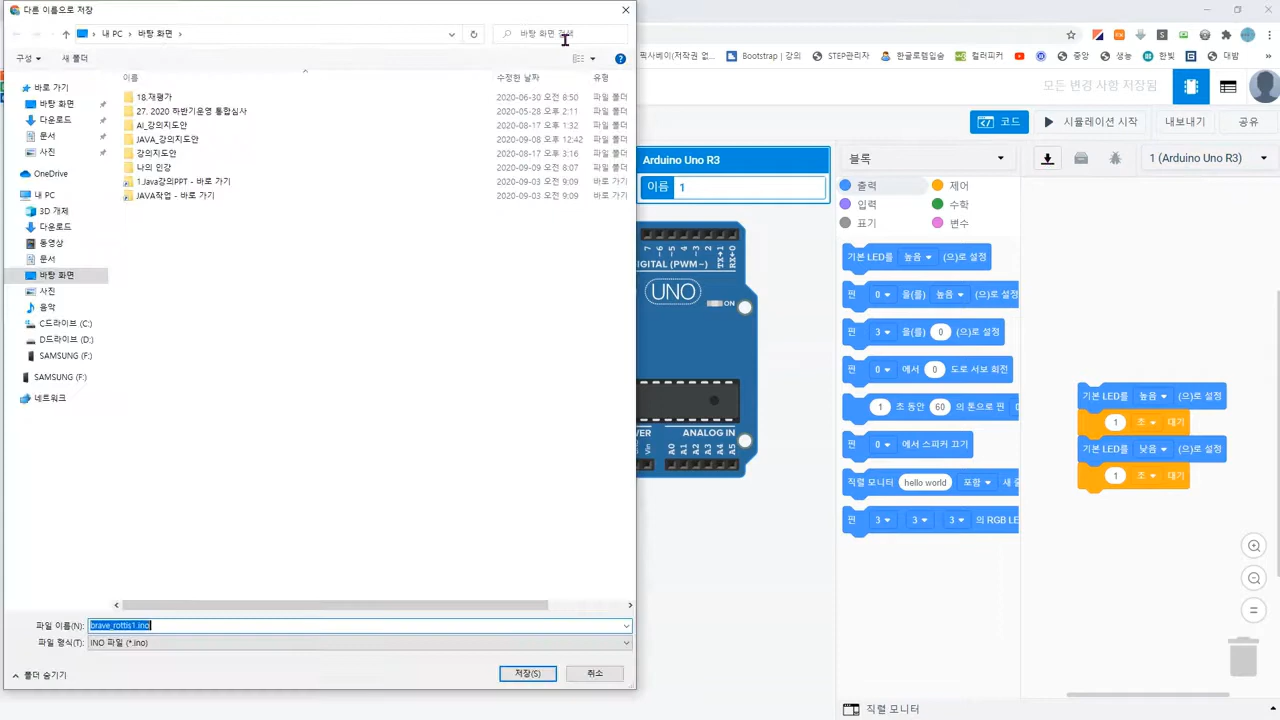 다른 이름으로 저장
내 PC
바탕 화면
바탕 화면 검색
구성
새 폴더
이름
수정한 날짜
유형
18.재평가
2020-06-30 오전 8:50
파일 폴더
27. 2020 하반기운영 통합심사
2020-05-28 오후 2:11
파일 폴더
AI_강의지도안
2020-08-17 오후 1:32
파일 폴더
JAVA_강의지도안
2020-09-08 오후 12:42
파일 폴더
강의지도안
2020-08-17 오후 3:16
파일 폴더
나의 인강
2020-09-09 오후 8:07
파일 폴더
1.Java강의PPT - 바로 가기
2020-09-03 오전 9:09
바로 가기
JAVA작업 - 바로 가기
2020-09-03 오전 9:09
바로 가기
바로 가기
바탕 화면
다운로드
문서
사진
OneDrive
내 PC
3D 개체
다운로드
동영상
문서
바탕 화면
사진
음악
C드라이브 (C:)
D드라이브 (D:)
SAMSUNG (F:)
SAMSUNG (F:)
네트워크
파일 이름(N):
brave_rottis1.ino
파일 형식(T):
INO 파일 (*.ino)
폴더 숨기기
저장(S)
취소
픽사베이(저작권 없...
Bootstrap | 강의
STEP관리자
한글로텀입숨
컬러피커
중앙
생능
한빛
대밥
모든 변경 사항 저장됨
코드
시뮬레이션 시작
내보내기
공유
Arduino Uno R3
이름
1
블록
1 (Arduino Uno R3)
출력
제어
입력
수학
표기
변수
7
~6
~5
4
~3
2
TX→1
RX←0
DIGITAL (PWM~)
UNO
ON
ANALOG IN
Vin
A0
A1
A2
A3
A4
A5
기본 LED를 높음 (으)로 설정
핀 0 을(를) 높음 (으)로 설정
핀 3 을(를) 0 (으)로 설정
핀 0 에서 0 도로 서보 회전
1 초 동안 60 의 톤으로 핀
핀 0 에서 스피커 끄기
직렬 모니터 hello world 포함 새
핀 3 3 3 의 RGB LE
기본 LED를 높음 (으)로 설정
1 초 대기
기본 LED를 낮음 (으)로 설정
1 초 대기
직렬 모니터